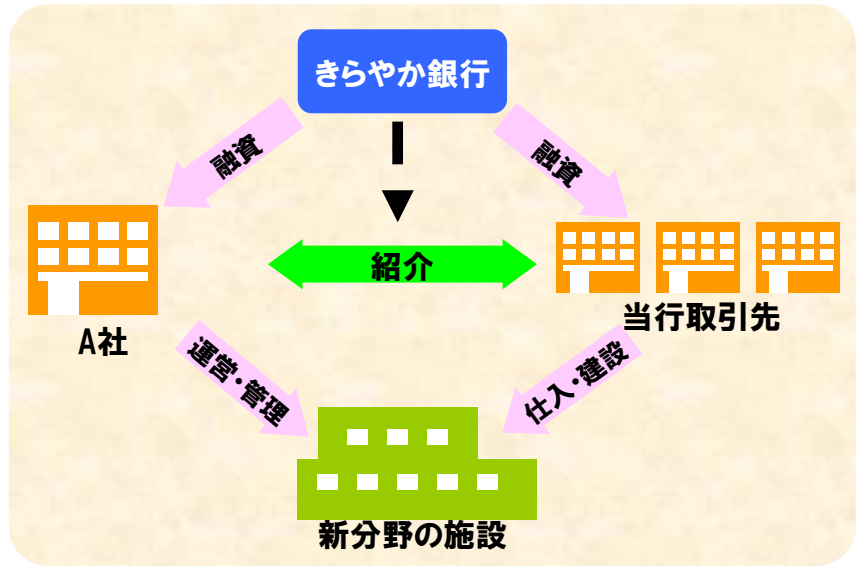 きらやか銀行
融資
融資
紹介
A社
当行取引先
運営・管理
仕入・建設
新分野の施設